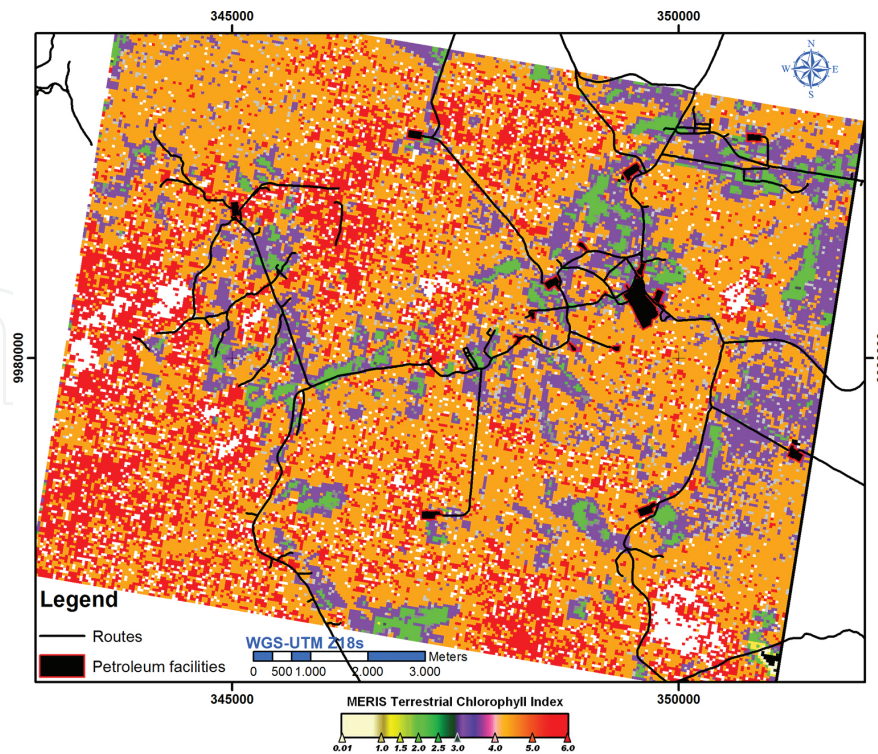 345000 350000
N
W E
S
9980000
Legend
Routes
Petroleum facilities
WGS-UTM Z18s
Meters
0 500 1.000 2.000 3.000
345000 350000
MERIS Terrestrial Chlorophyll Index
0.01 1.0 1.5 2.0 2.5 3.0 4.0 5.0 6.0